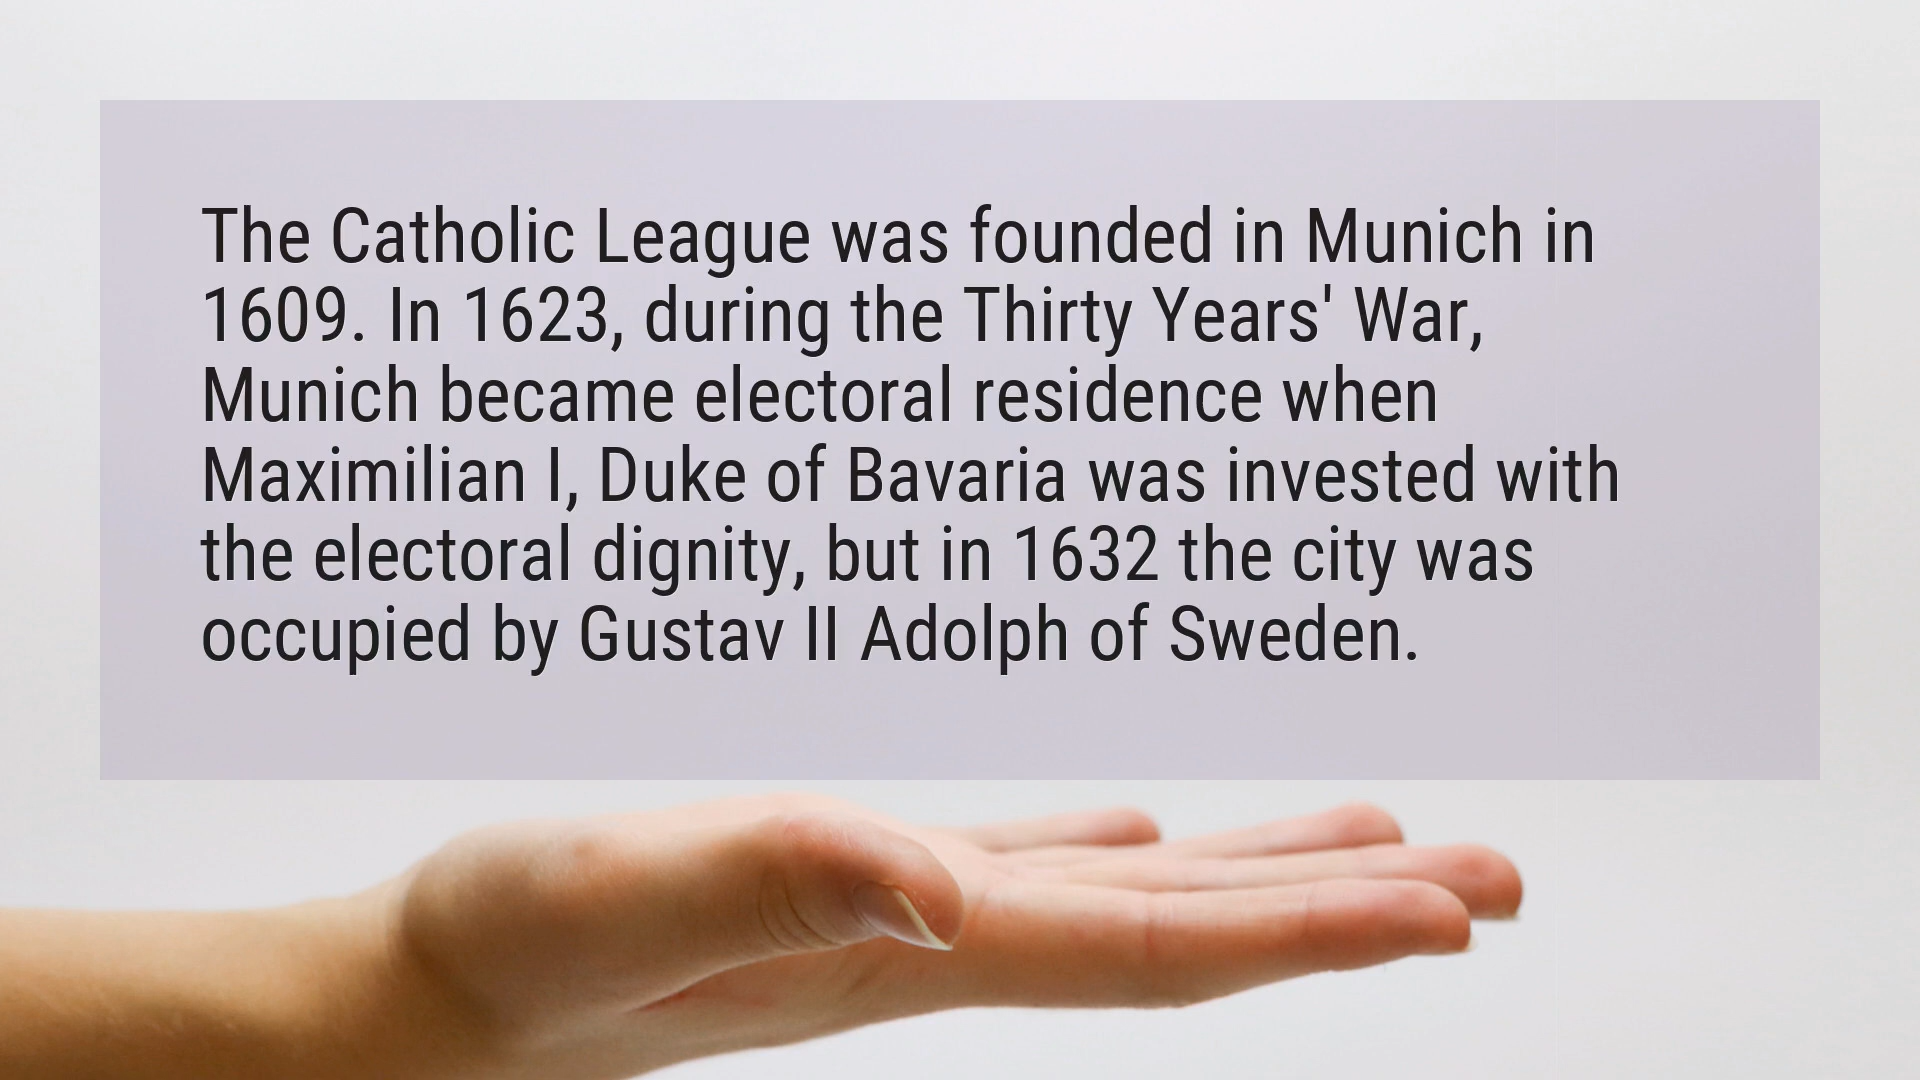 The Catholic League was founded in Munich in
1609. In 1623, during the Thirty Years' War,
Munich became electoral residence when
Maximilian I, Duke of Bavaria was invested with
the electoral dignity, but in 1632 the city was
occupied by Gustav II Adolph of Sweden.